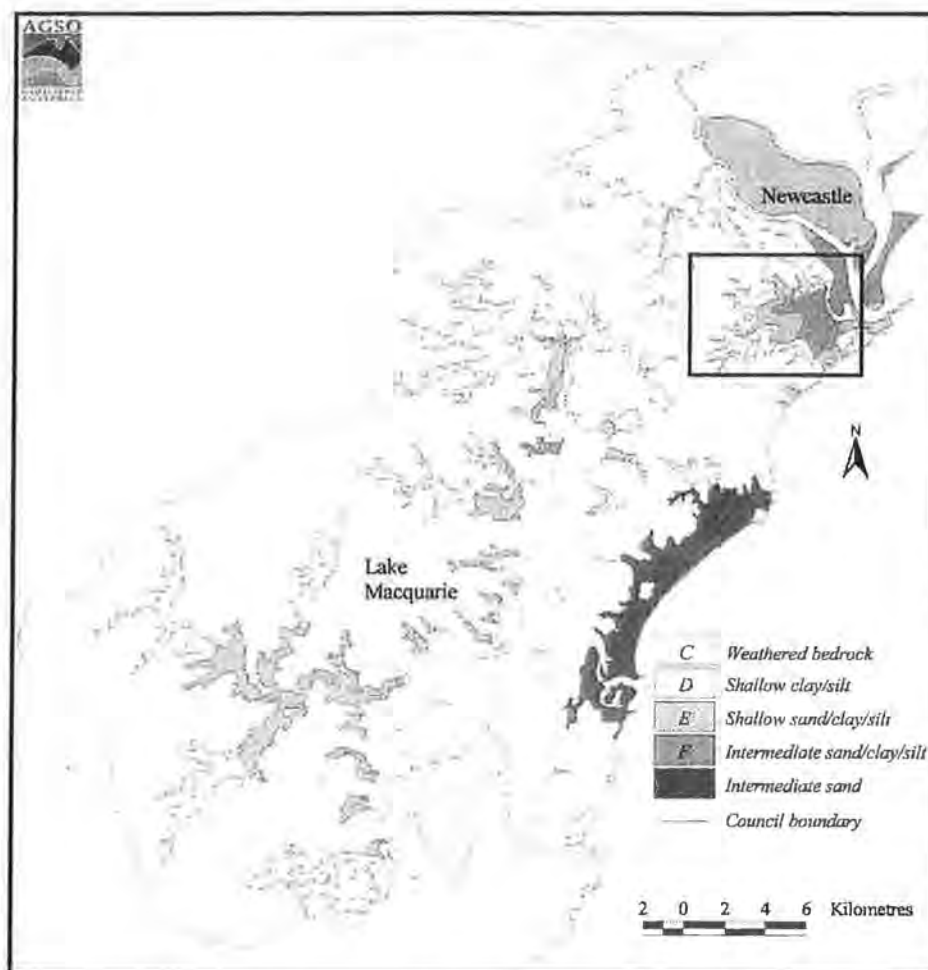 AGSO
Newcastle
N
Lake
Macquarie
C Weathered bedrock
D Shallow clay/silt
E Shallow sand/clay/silt
F Intermediate sand/clay/silt
Intermediate sand
Council boundary
2 0 2 4 6 Kilometres